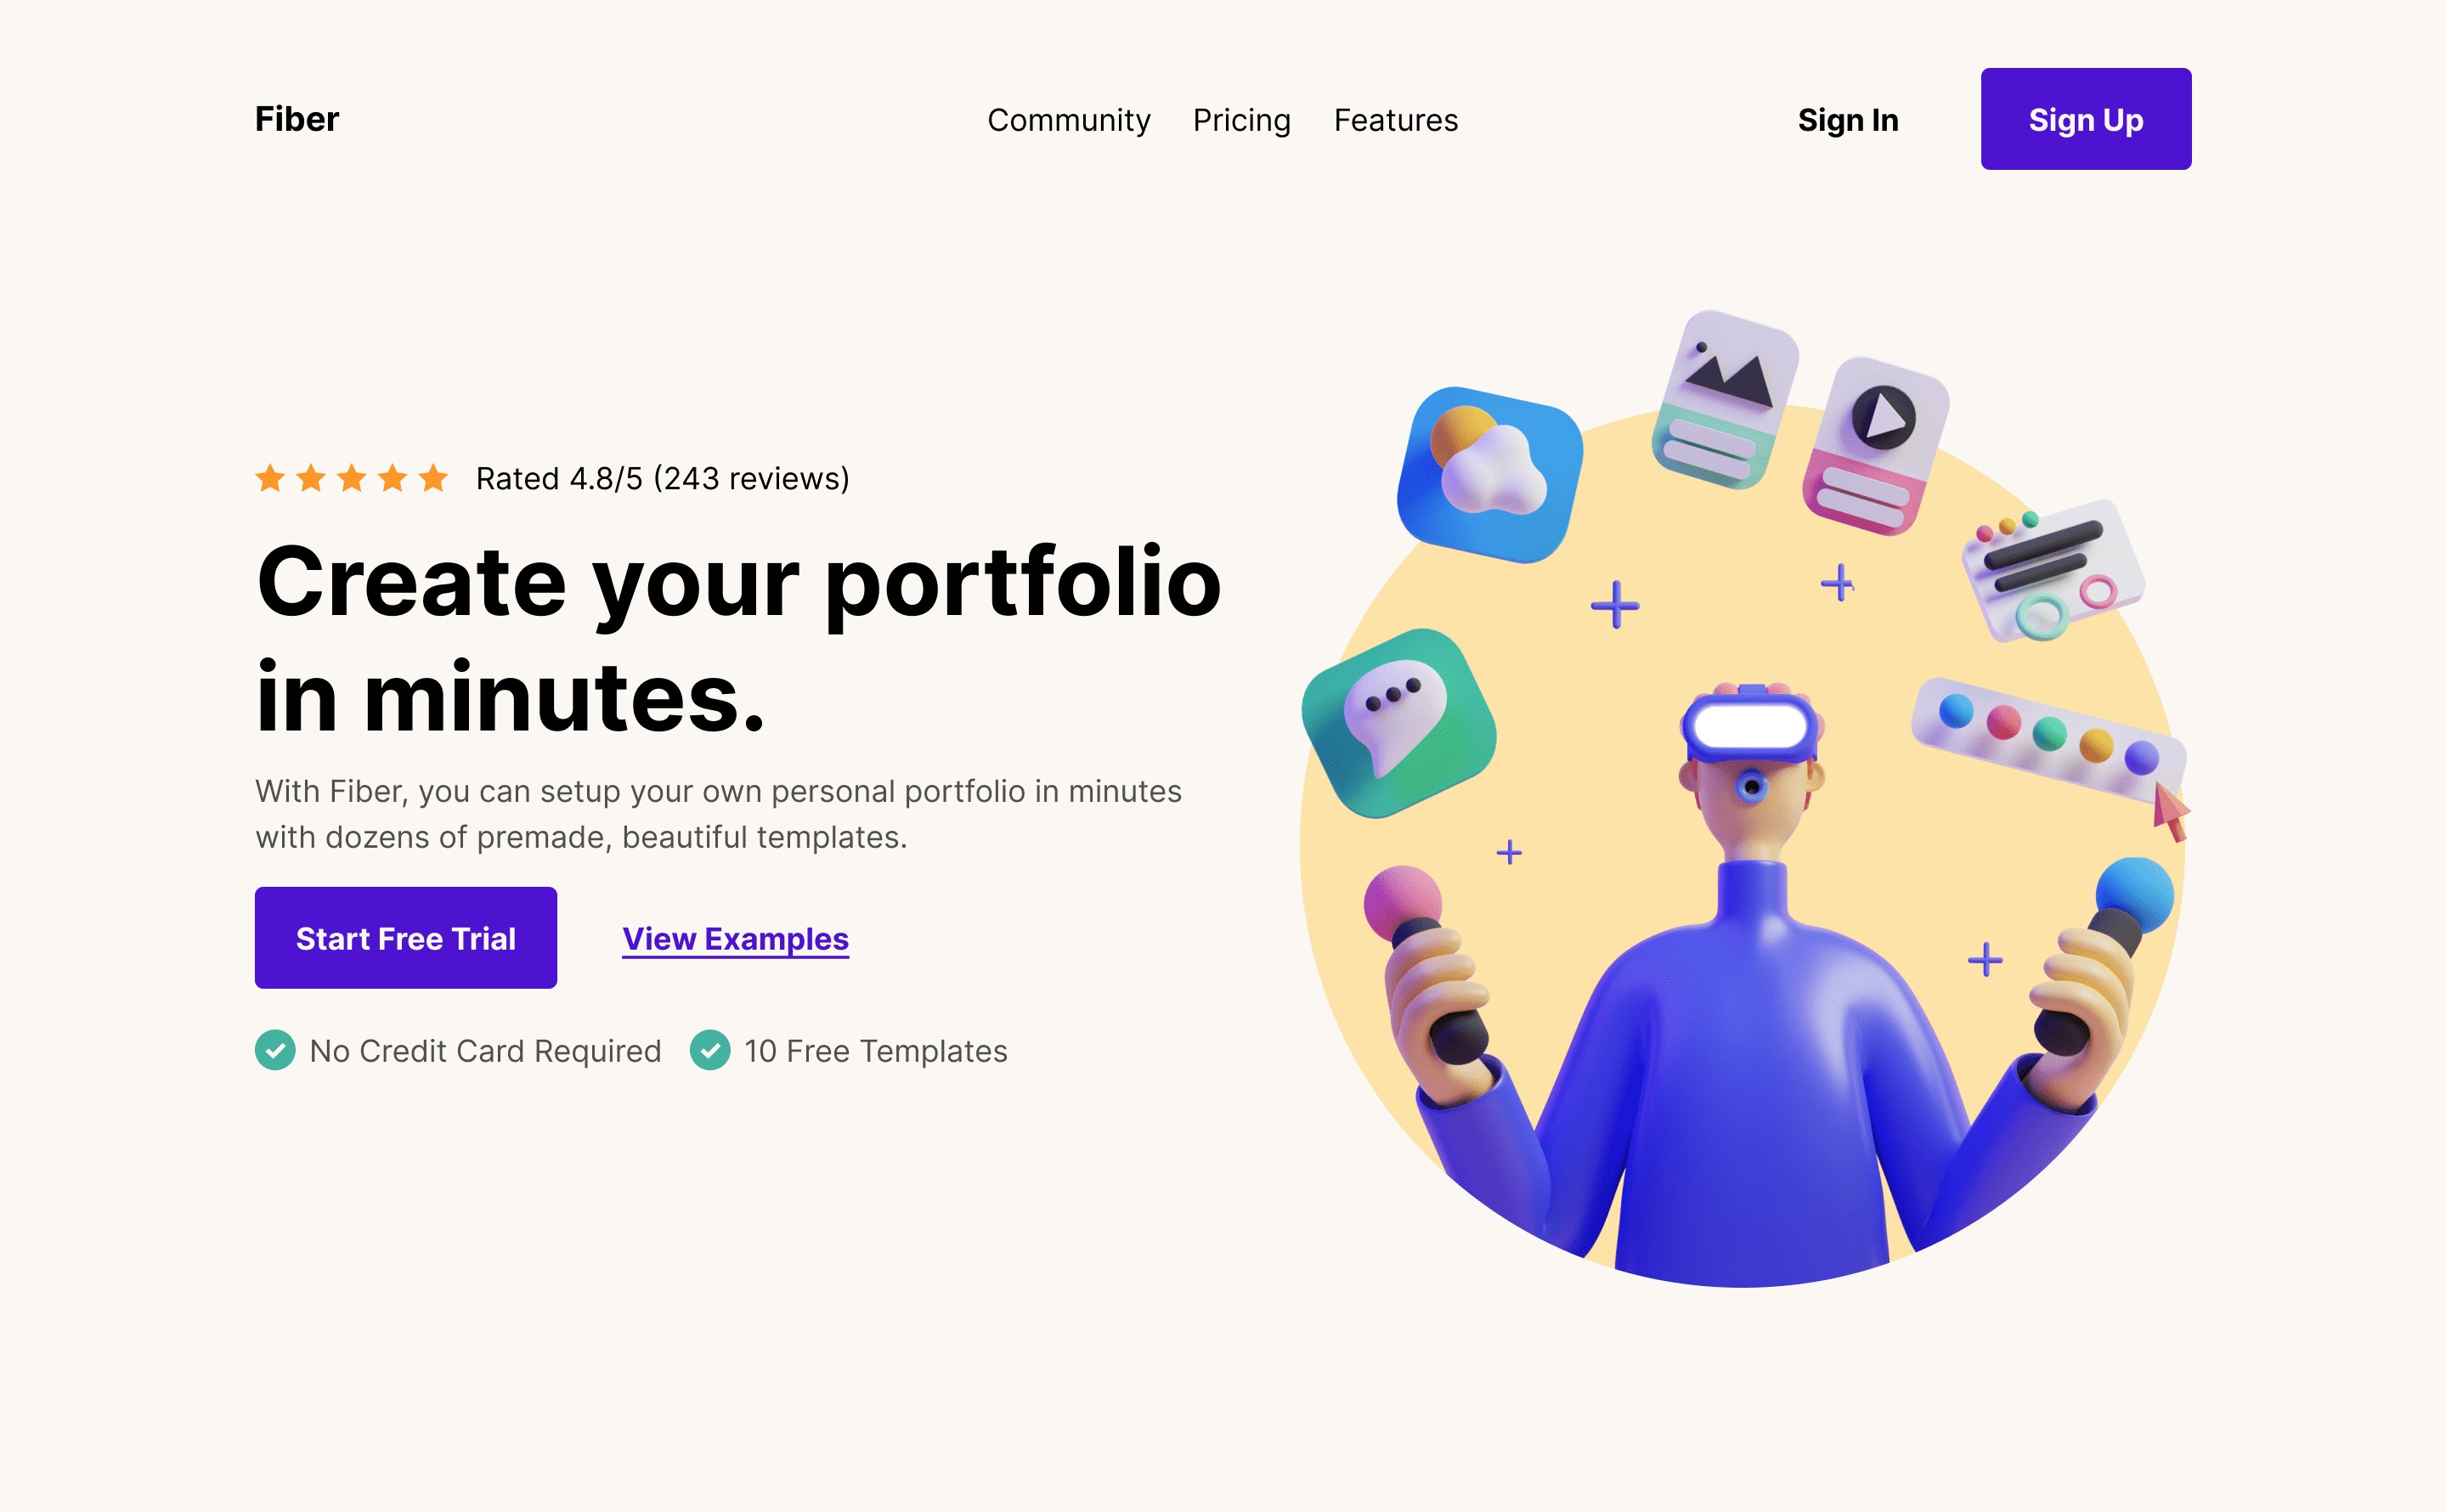 Fiber
Community Pricing Features
Sign In
Sign Up
Rated 4.8/5 (243 reviews)
Create your portfolio
in minutes.
With Fiber, you can setup your own personal portfolio in minutes
with dozens of premade, beautiful templates.
Start Free Trial
View Examples
No Credit Card Required
10 Free Templates